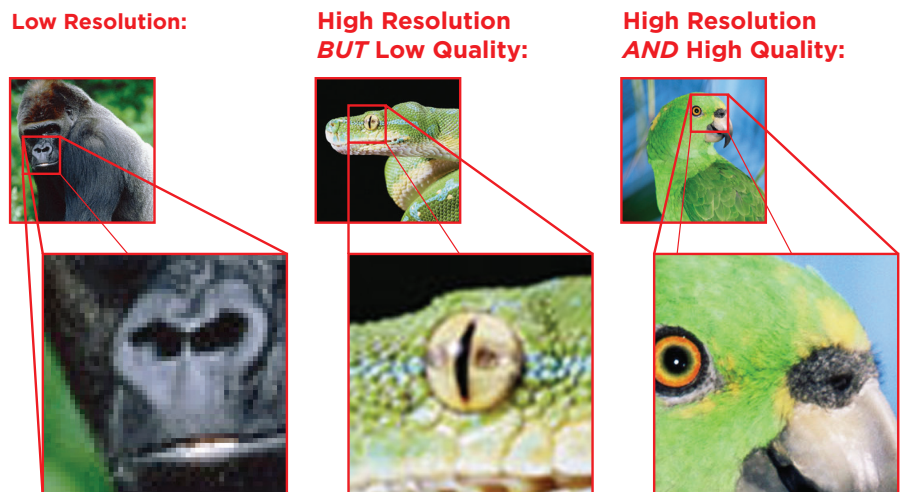 Low Resolution:
High Resolution
BUT Low Quality:
High Resolution
AND High Quality: